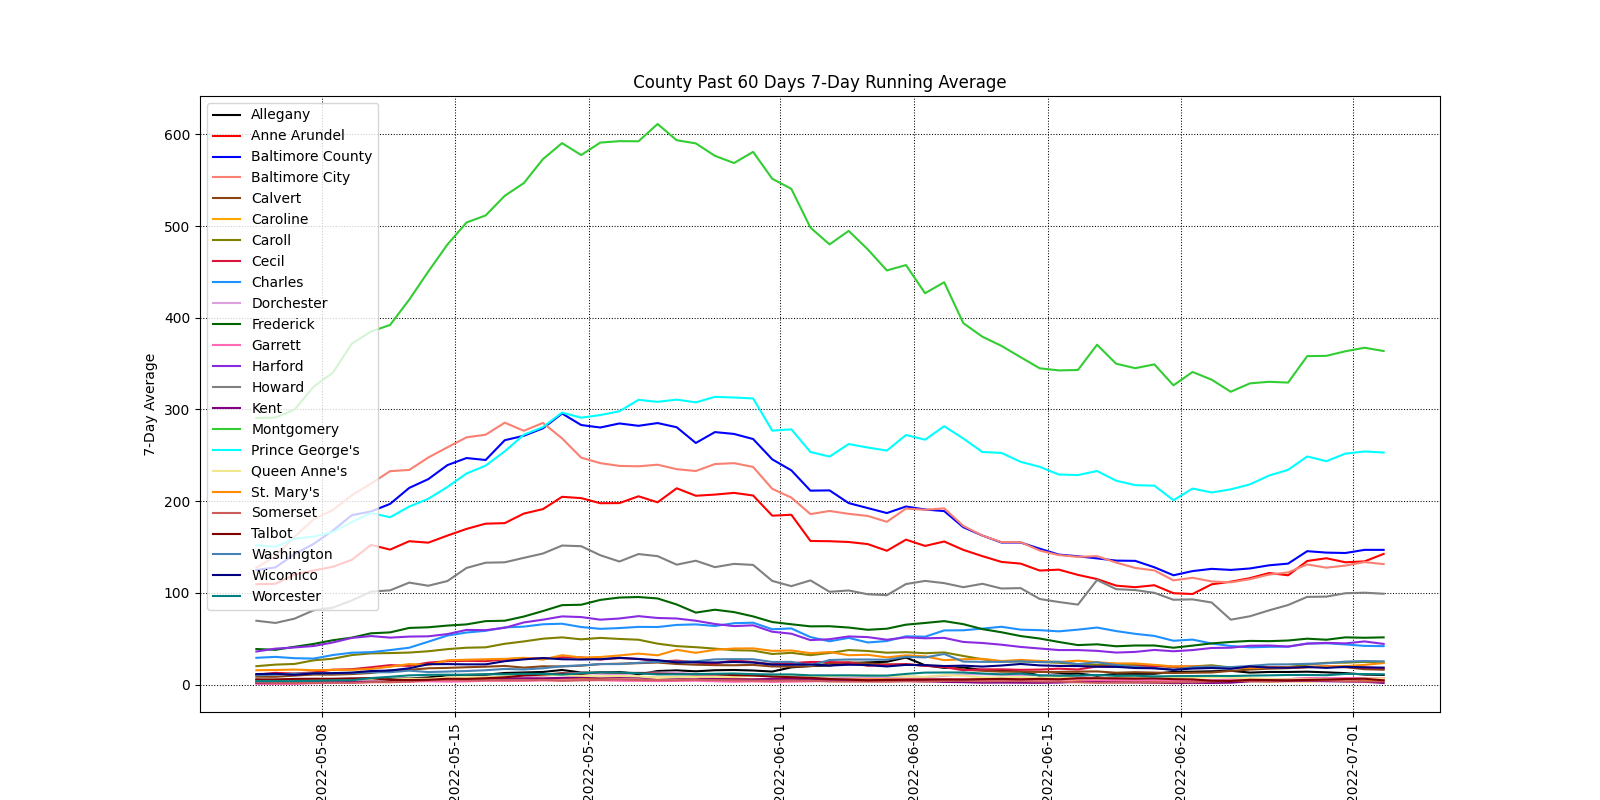 County Past 60 Days 7-Day Running Average
7-Day Average
600
500
400
300
200
100
0
Allegany
Anne Arundel
Baltimore County
Baltimore City
Calvert
Caroline
Caroll
Cecil
Charles
Dorchester
Frederick
Garrett
Harford
Howard
Kent
Montgomery
Prince George's
Queen Anne's
St. Mary's
Somerset
Talbot
Washington
Wicomico
Worcester
2022-05-08
2022-05-15
2022-05-22
2022-06-01
2022-06-08
2022-06-15
2022-06-22
2022-07-01